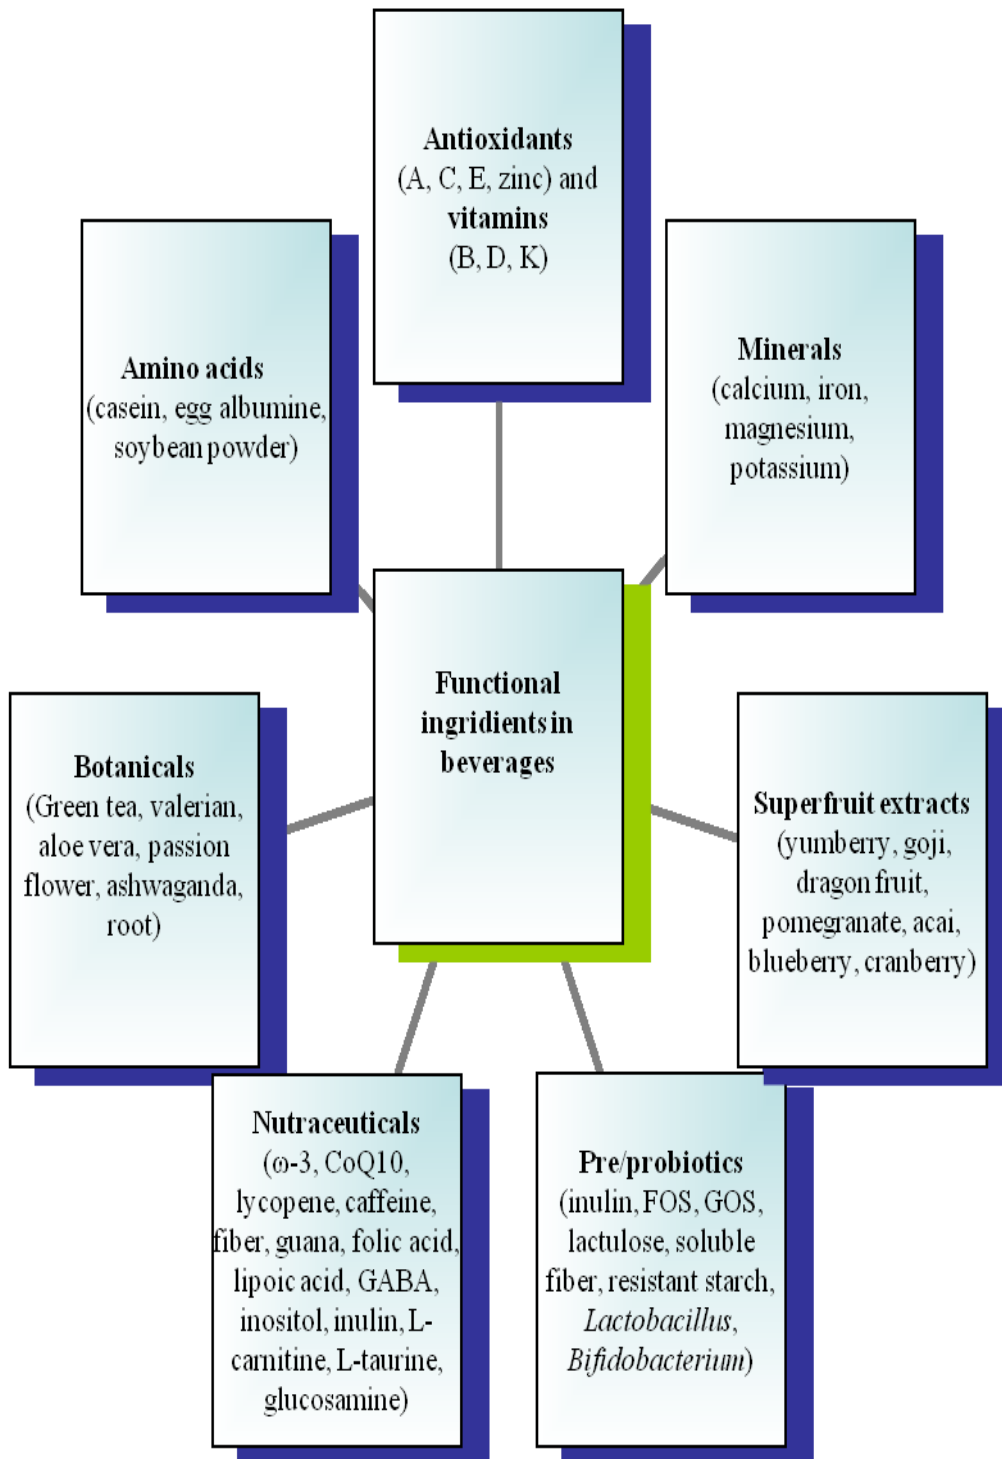 Antioxidants
(A, C, E, zinc) and
vitamins
(B, D, K)
Amino acids
(casein, egg albumine,
soybean powder)
Minerals
(calcium, iron,
magnesium,
potassium)
Functional
ingridients in
beverages
Botanicals
(Green tea, valerian,
aloe vera, passion
flower, ashwaganda,
root)
Superfruit extracts
(yumberry, goji,
dragon fruit,
pomegranate, acai,
blueberry, cranberry)
Nutraceuticals
(ω-3, CoQ10,
lycopene, caffeine,
fiber, guana, folic acid,
lipoic acid, GABA,
inositol, inulin, L-
carnitine, L-taurine,
glucosamine)
Pre/probiotics
(inulin, FOS, GOS,
lactulose, soluble
fiber, resistant starch,
Lactobacillus,
Bifidobacterium)